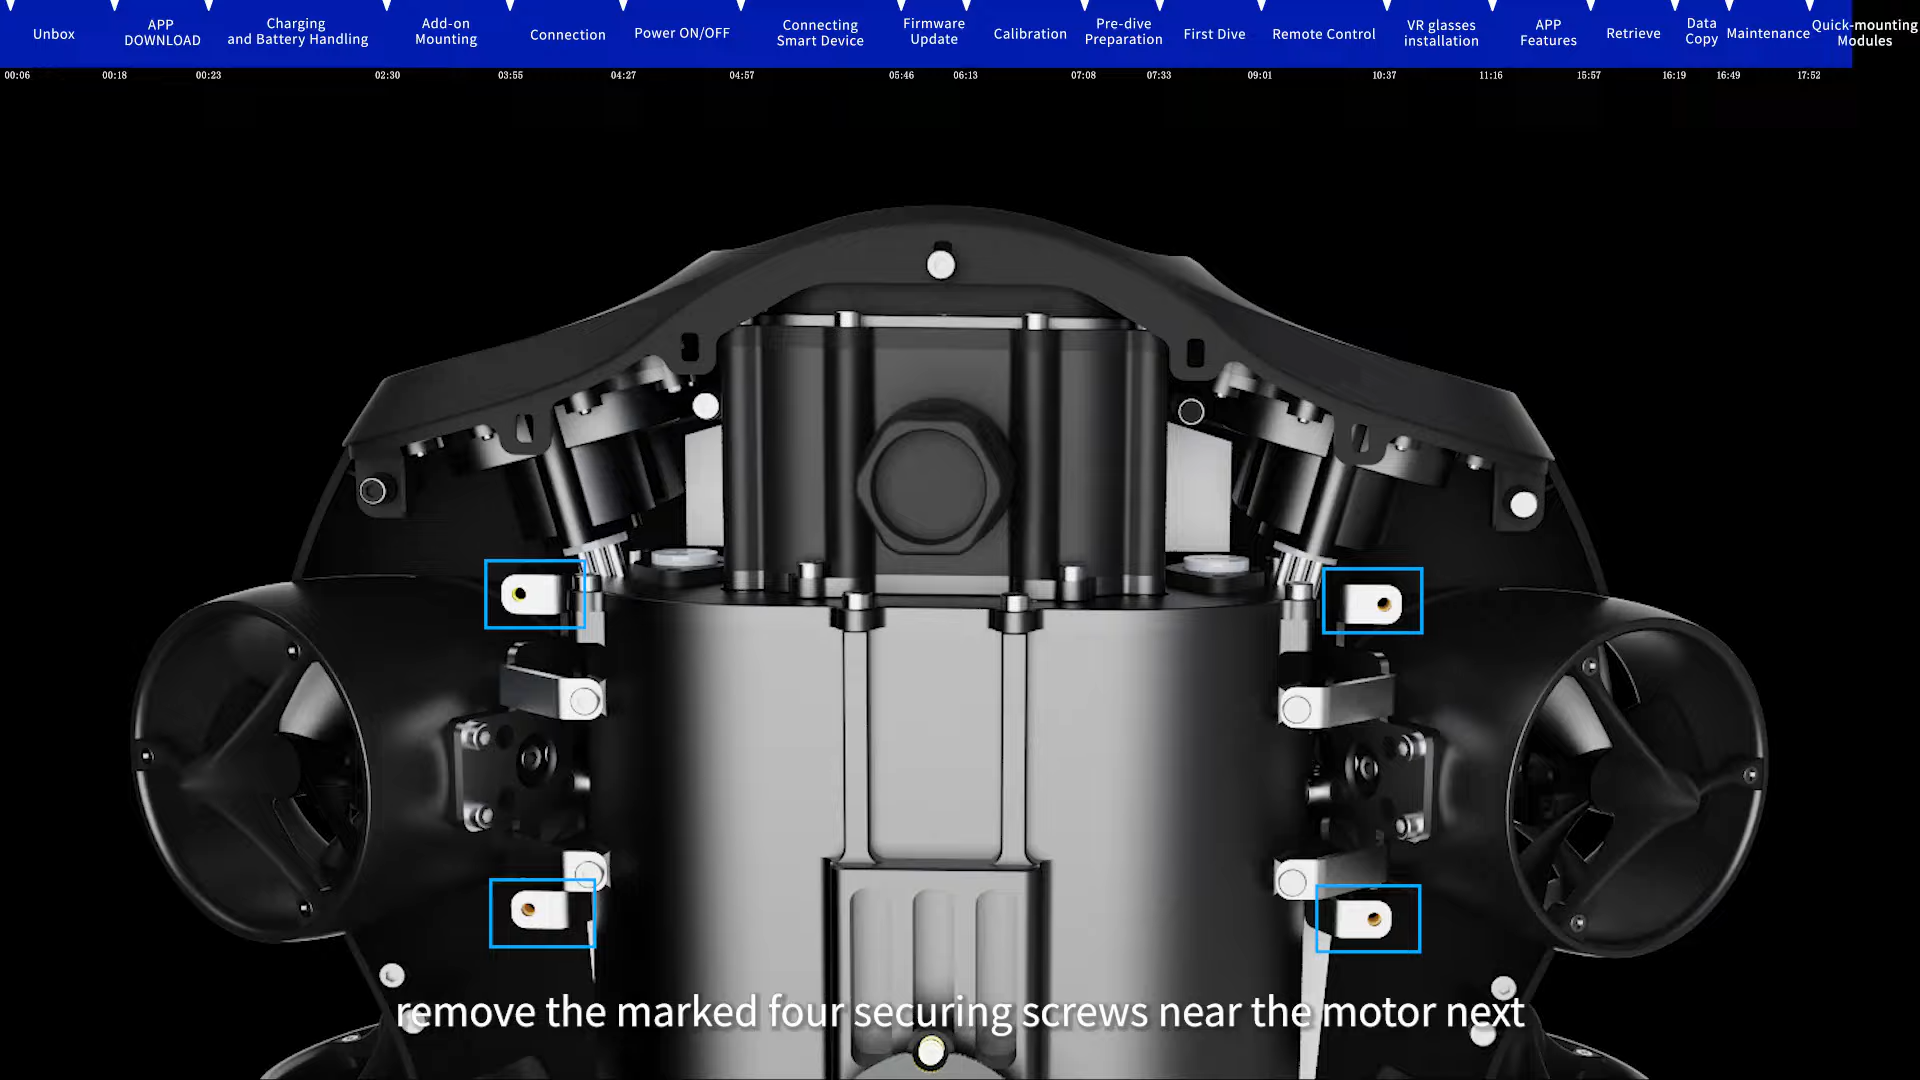 Unbox
APP
DOWNLOAD
Charging
and Battery Handling
Add-on
Mounting
Connection
Power ON/OFF
Connecting
Smart Device
Firmware
Update
Calibration
Pre-dive
Preparation
First Dive
Remote Control
VR glasses
installation
APP
Features
Retrieve
Data
Copy
Maintenance
Quick-mounting
Modules
00:06 00:18 00:23 02:30 03:55 04:27 04:57 05:46 06:13 07:08 07:33 09:01 10:37 11:16 15:57 16:19 16:49 17:52
remove the marked four securing screws near the motor next